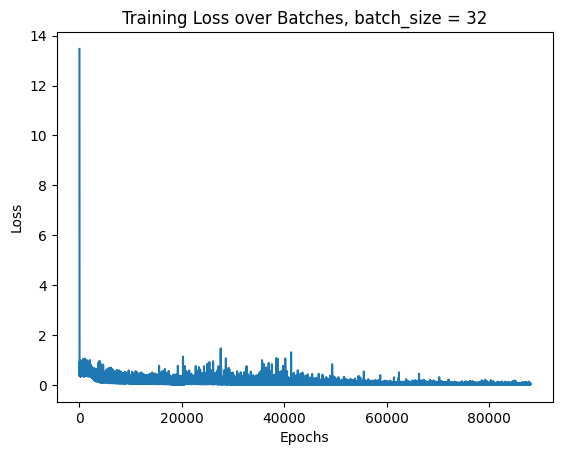 Training Loss over Batches, batch_size = 32
14
12
10
8
6
4
2
0
Loss
0 20000 40000 60000 80000
Epochs